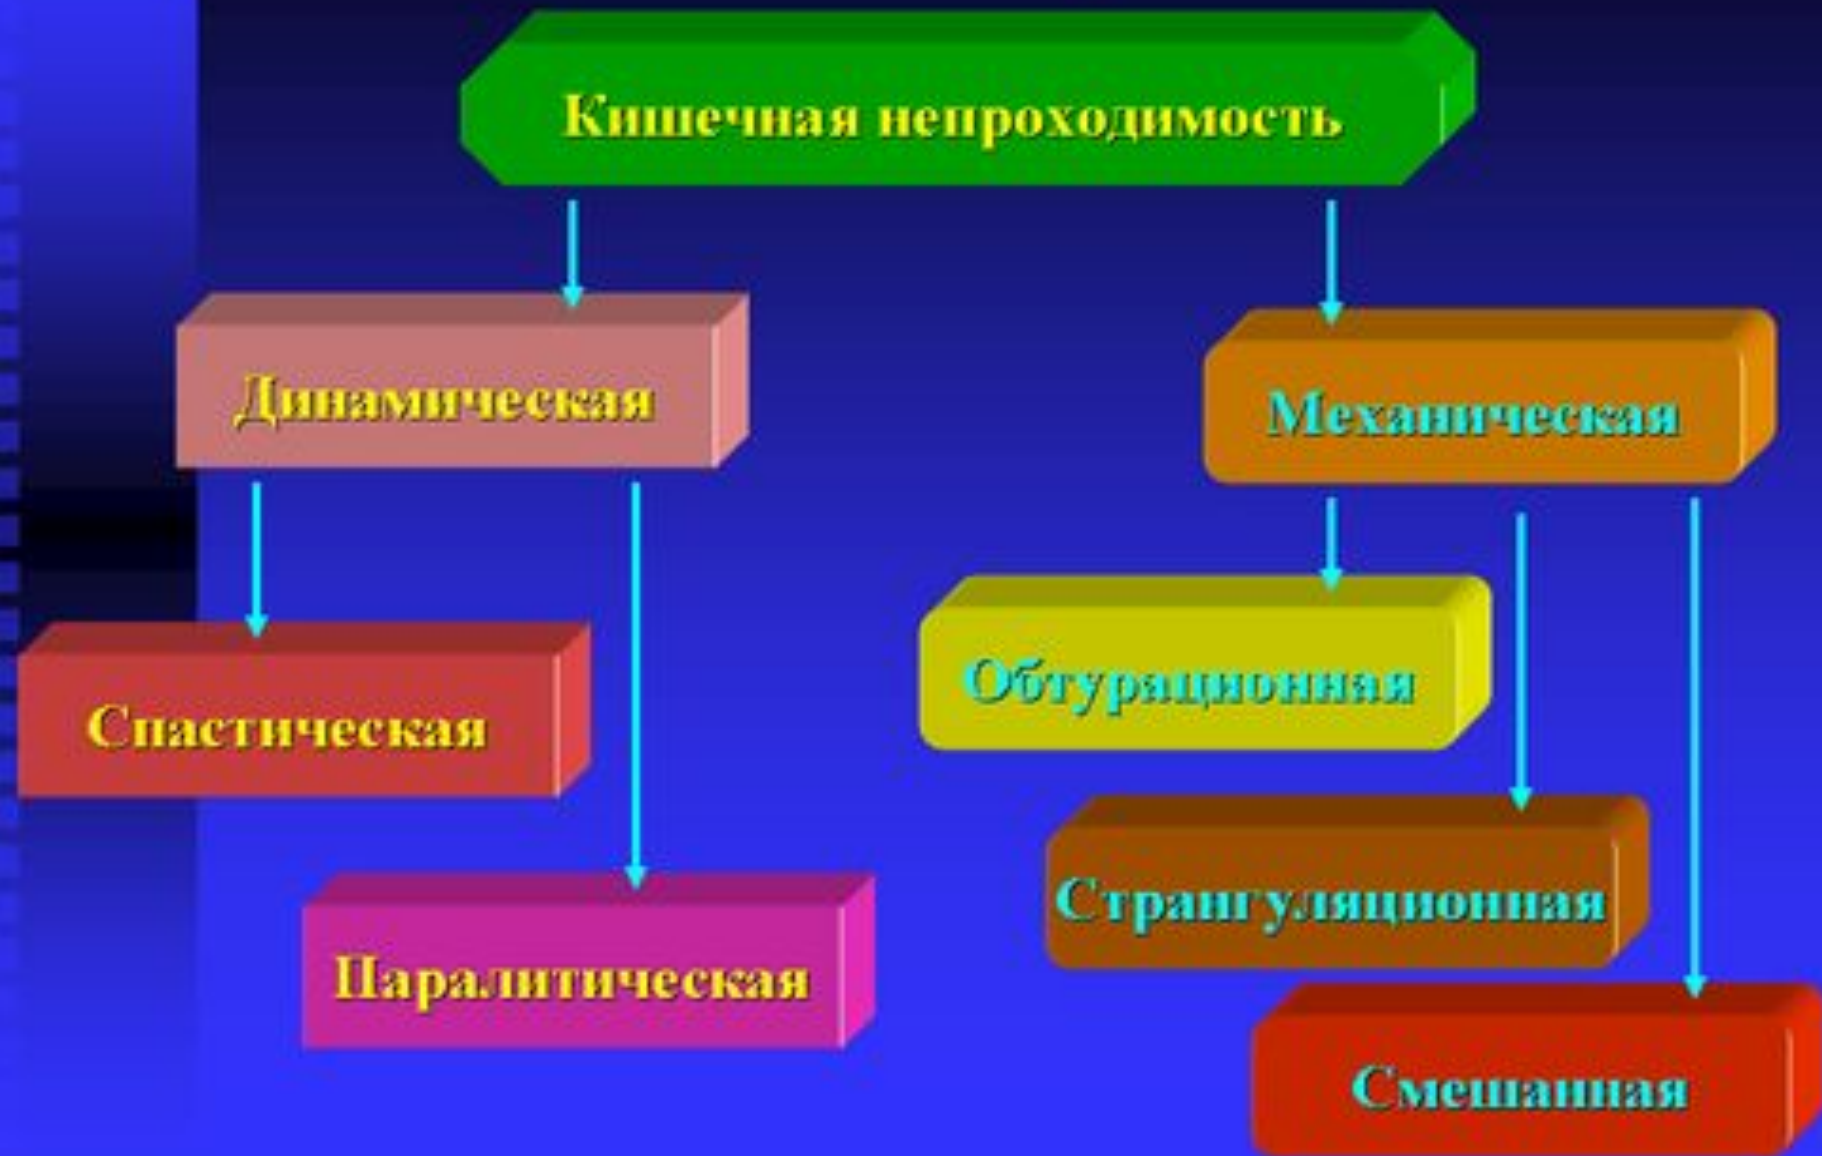 Кишечная непроходимость
Динамическая
Механическая
Спастическая
Обтурационная
Странгуляционная
Паралитическая
Смешанная